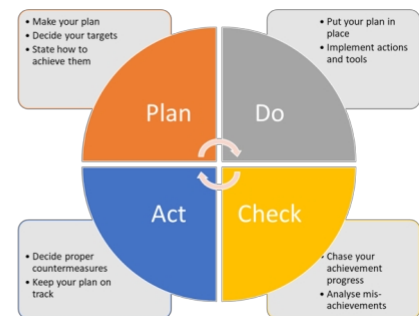 • Make your plan
• Decide your targets
• State how to
achieve them
• Put your plan in
place
• Implement actions
and tools
Plan
Do
Act
Check
• Decide proper
countermeasures
• Keep your plan on
track
• Chase your
achievement
progress
• Analyse mis-
achievements